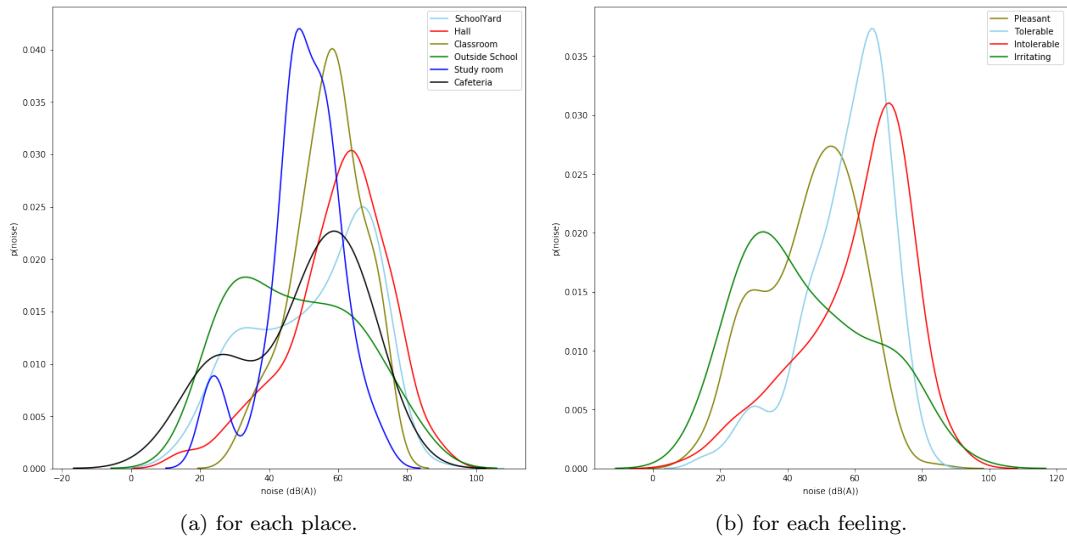 SchoolYard
Hall
Classroom
Outside School
Study room
Cafeteria
0.040
0.035
0.030
0.025
0.020
0.015
0.010
0.005
0.000
p(noise)
−20 0 20 40 60 80 100
noise (dB(A))
(a) for each place.
Pleasant
Tolerable
Intolerable
Irritating
0.035
0.030
0.025
0.020
0.015
0.010
0.005
0.000
p(noise)
0 20 40 60 80 100 120
noise (dB(A))
(b) for each feeling.